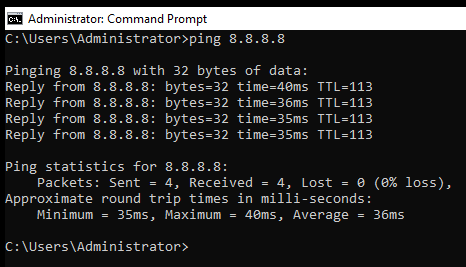 Administrator: Command Prompt
C:\Users\Administrator>ping 8.8.8.8
Pinging 8.8.8.8 with 32 bytes of data:
Reply from 8.8.8.8: bytes=32 time=40ms TTL=113
Reply from 8.8.8.8: bytes=32 time=36ms TTL=113
Reply from 8.8.8.8: bytes=32 time=35ms TTL=113
Reply from 8.8.8.8: bytes=32 time=35ms TTL=113
Ping statistics for 8.8.8.8:
    Packets: Sent = 4, Received = 4, Lost = 0 (0% loss),
Approximate round trip times in milli-seconds:
    Minimum = 35ms, Maximum = 40ms, Average = 36ms
C:\Users\Administrator>